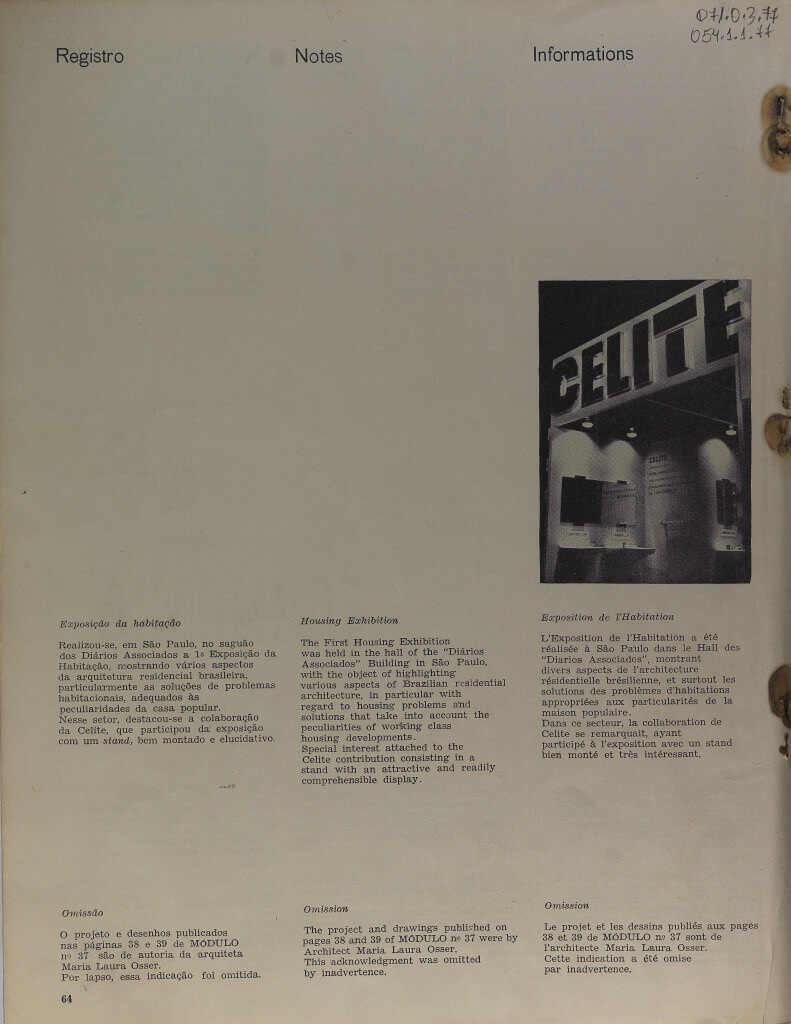 071.0.3.77
054.1.1.77
Registro
Notes
Informations
CELITE
CELITE
Exposição da habitação
Realizou-se, em São Paulo, no saguão
dos Diários Associados a 1ª Exposição da
Habitação, mostrando vários aspectos
da arquitetura residencial brasileira,
particularmente as soluções de problemas
habitacionais, adequados às
peculiaridades da casa popular.
Nesse setor, destacou-se a colaboração
da Celite, que participou da exposição
com um stand, bem montado e elucidativo.
Housing Exhibition
The First Housing Exhibition
was held in the hall of the "Diários
Associados" Building in São Paulo,
with the object of highlighting
various aspects of Brazilian residential
architecture, in particular with
regard to housing problems and
solutions that take into account the
peculiarities of working class
housing developments.
Special interest attached to the
Celite contribution consisting in a
stand with an attractive and readily
comprehensible display.
Exposition de l'Habitation
L'Exposition de l'Habitation a été
réalisée à São Paulo dans le Hall des
"Diarios Associados", montrant
divers aspects de l'architecture
résidentielle brésilienne, et surtout les
solutions des problèmes d'habitations
appropriées aux particularités de la
maison populaire.
Dans ce secteur, la collaboration de
Celite se remarquait, ayant
participé à l'exposition avec un stand
bien monté et très intéressant.
Omissão
O projeto e desenhos publicados
nas páginas 38 e 39 de MÓDULO
nº 37 são de autoria da arquiteta
Maria Laura Osser.
Por lapso, essa indicação foi omitida.
Omission
The project and drawings published on
pages 38 and 39 of MÓDULO nº 37 were by
Architect Maria Laura Osser.
This acknowledgment was omitted
by inadvertence.
Omission
Le projet et les dessins publiés aux pages
38 et 39 de MÓDULO nº 37 sont de
l'architecte Maria Laura Osser.
Cette indication a été omise
par inadvertence.
64